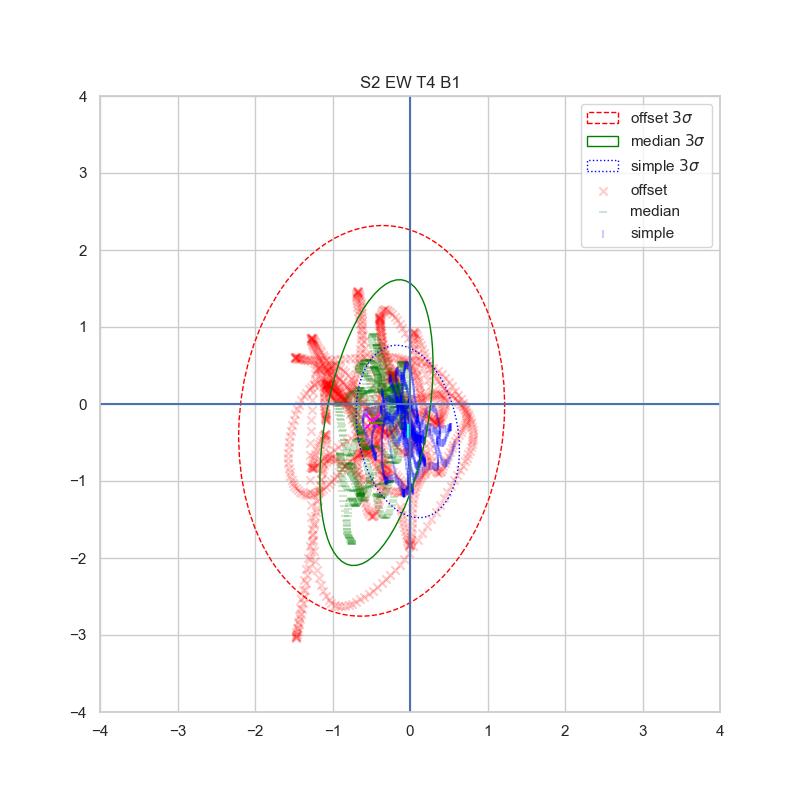 S2 EW T4 B1
offset 3σ
median 3σ
simple 3σ
offset
median
simple
4
3
2
1
0
−1
−2
−3
−4
−4 −3 −2 −1 0 1 2 3 4